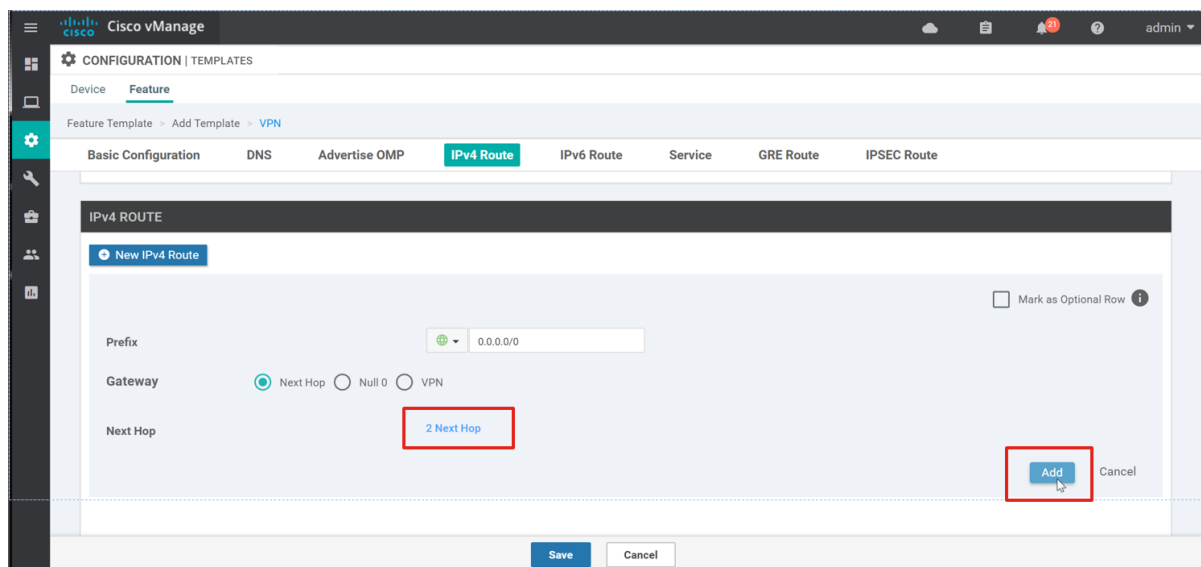 cisco Cisco vManage 21 admin
CONFIGURATION | TEMPLATES
Device Feature
Feature Template > Add Template > VPN
Basic Configuration DNS Advertise OMP IPv4 Route IPv6 Route Service GRE Route IPSEC Route
IPv4 ROUTE
New IPv4 Route
Mark as Optional Row
Prefix 0.0.0.0/0
Gateway Next Hop Null 0 VPN
Next Hop 2 Next Hop
Add Cancel
Save Cancel